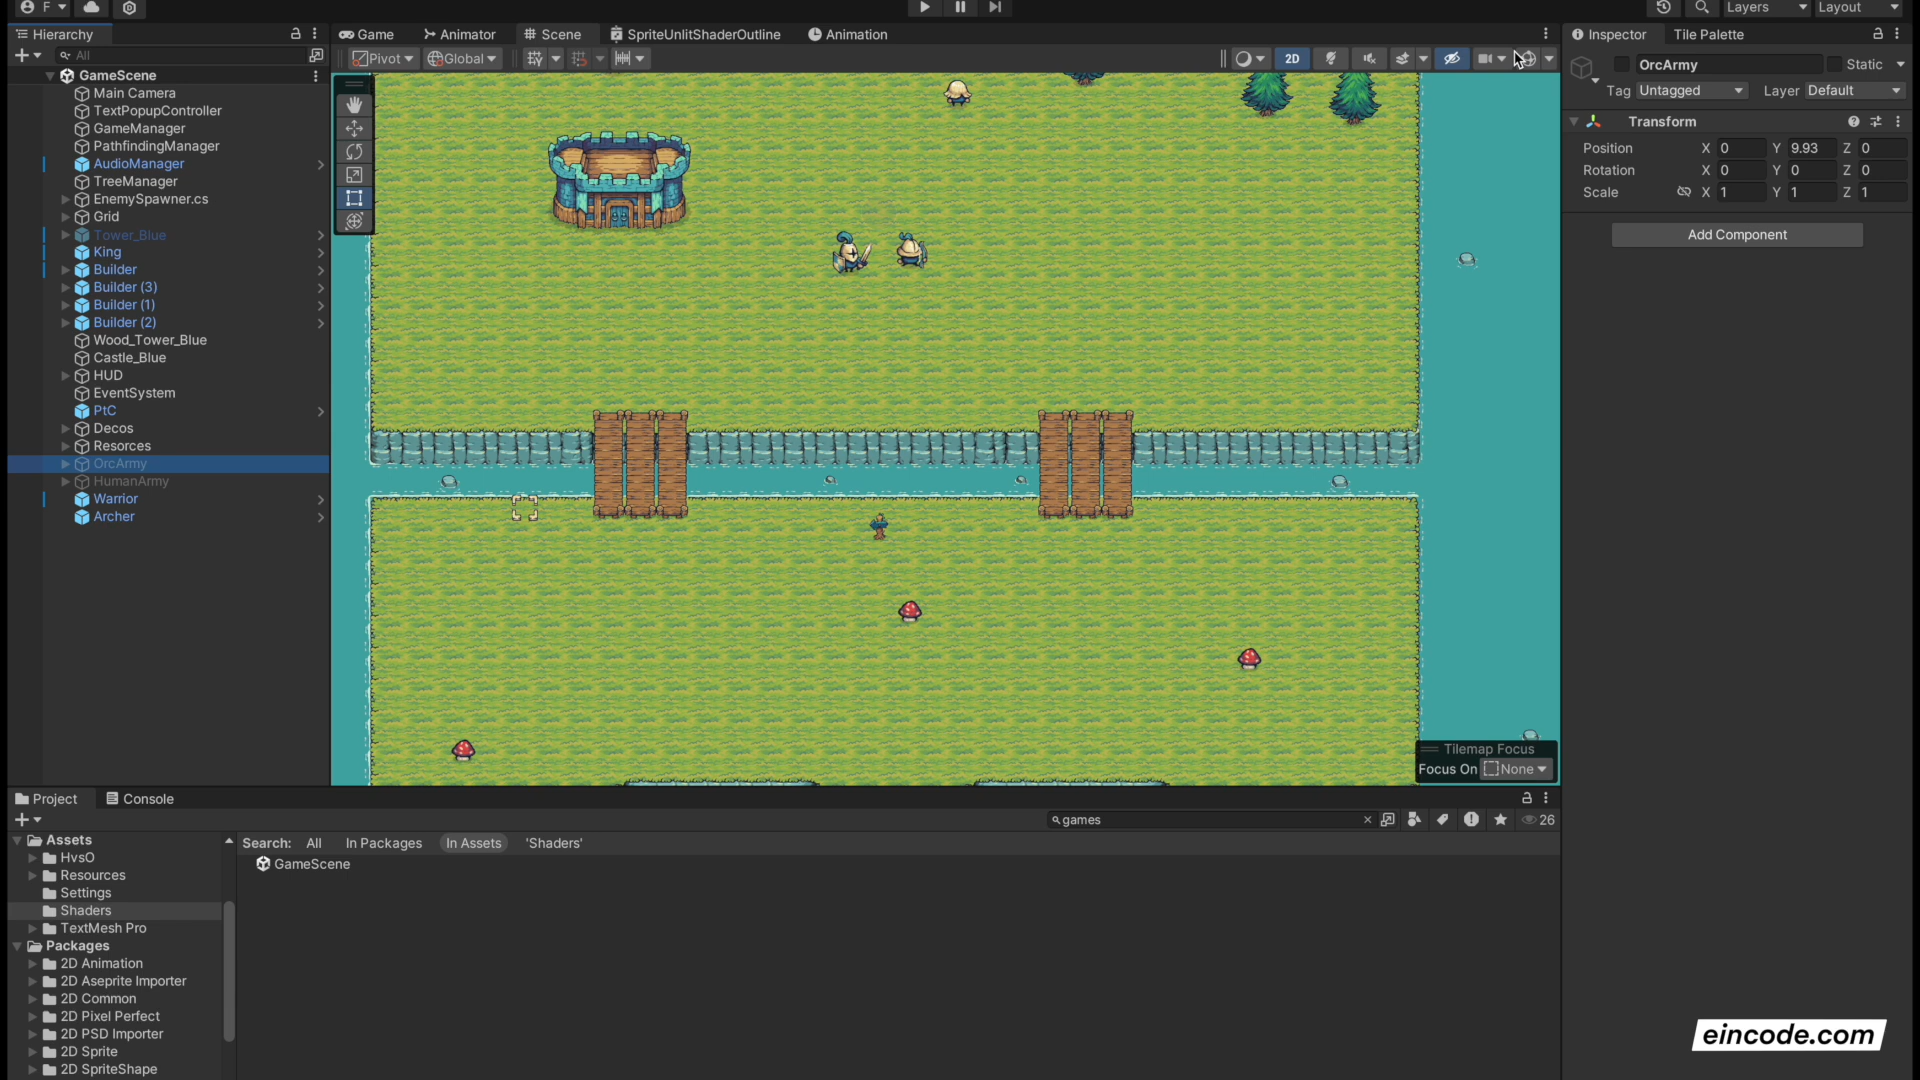 F
Layers
Layout
Hierarchy
Game
Animator
Scene
SpriteUnlitShaderOutline
Animation
Inspector
Tile Palette
All
Pivot
Global
2D
OrcArmy
Static
Tag Untagged
Layer Default
Transform
Position X 0 Y 9.93 Z 0
Rotation X 0 Y 0 Z 0
Scale X 1 Y 1 Z 1
Add Component
GameScene
Main Camera
TextPopupController
GameManager
PathfindingManager
AudioManager
TreeManager
EnemySpawner.cs
Grid
Tower_Blue
King
Builder
Builder (3)
Builder (1)
Builder (2)
Wood_Tower_Blue
Castle_Blue
HUD
EventSystem
PtC
Decos
Resorces
OrcArmy
HumanArmy
Warrior
Archer
Tilemap Focus
Focus On None
Project
Console
games
26
Assets
HvsO
Resources
Settings
Shaders
TextMesh Pro
Packages
2D Animation
2D Aseprite Importer
2D Common
2D Pixel Perfect
2D PSD Importer
2D Sprite
2D SpriteShape
Search: All In Packages In Assets 'Shaders'
GameScene
eincode.com